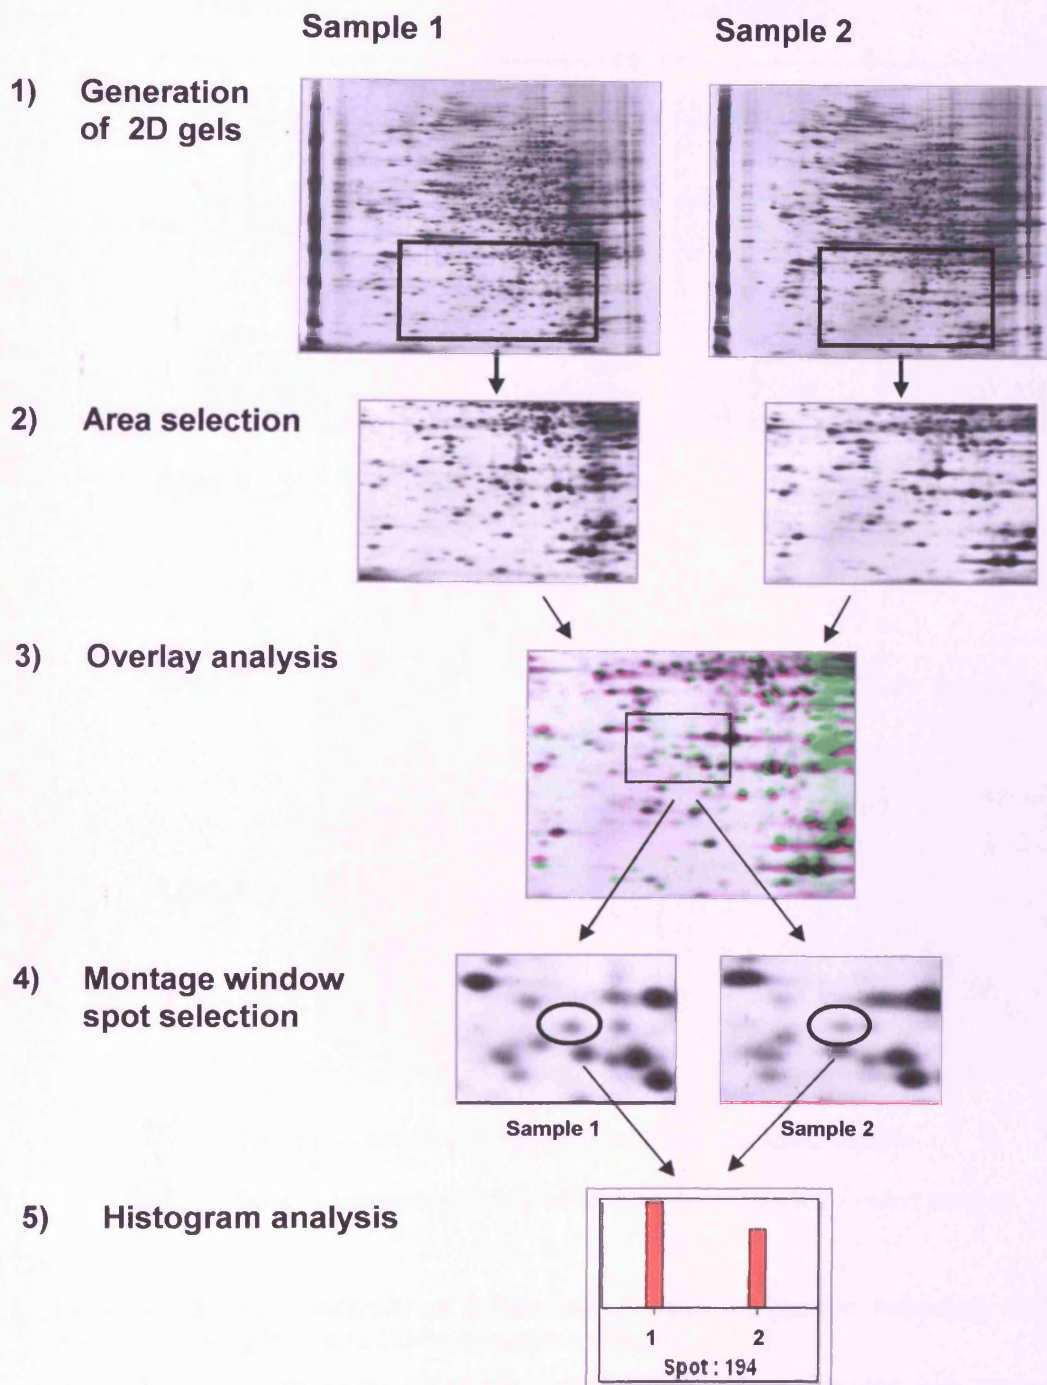 Sample 1
Sample 2
1) Generation
of 2D gels
2) Area selection
3) Overlay analysis
4) Montage window
spot selection
Sample 1
Sample 2
5) Histogram analysis
1
2
Spot : 194